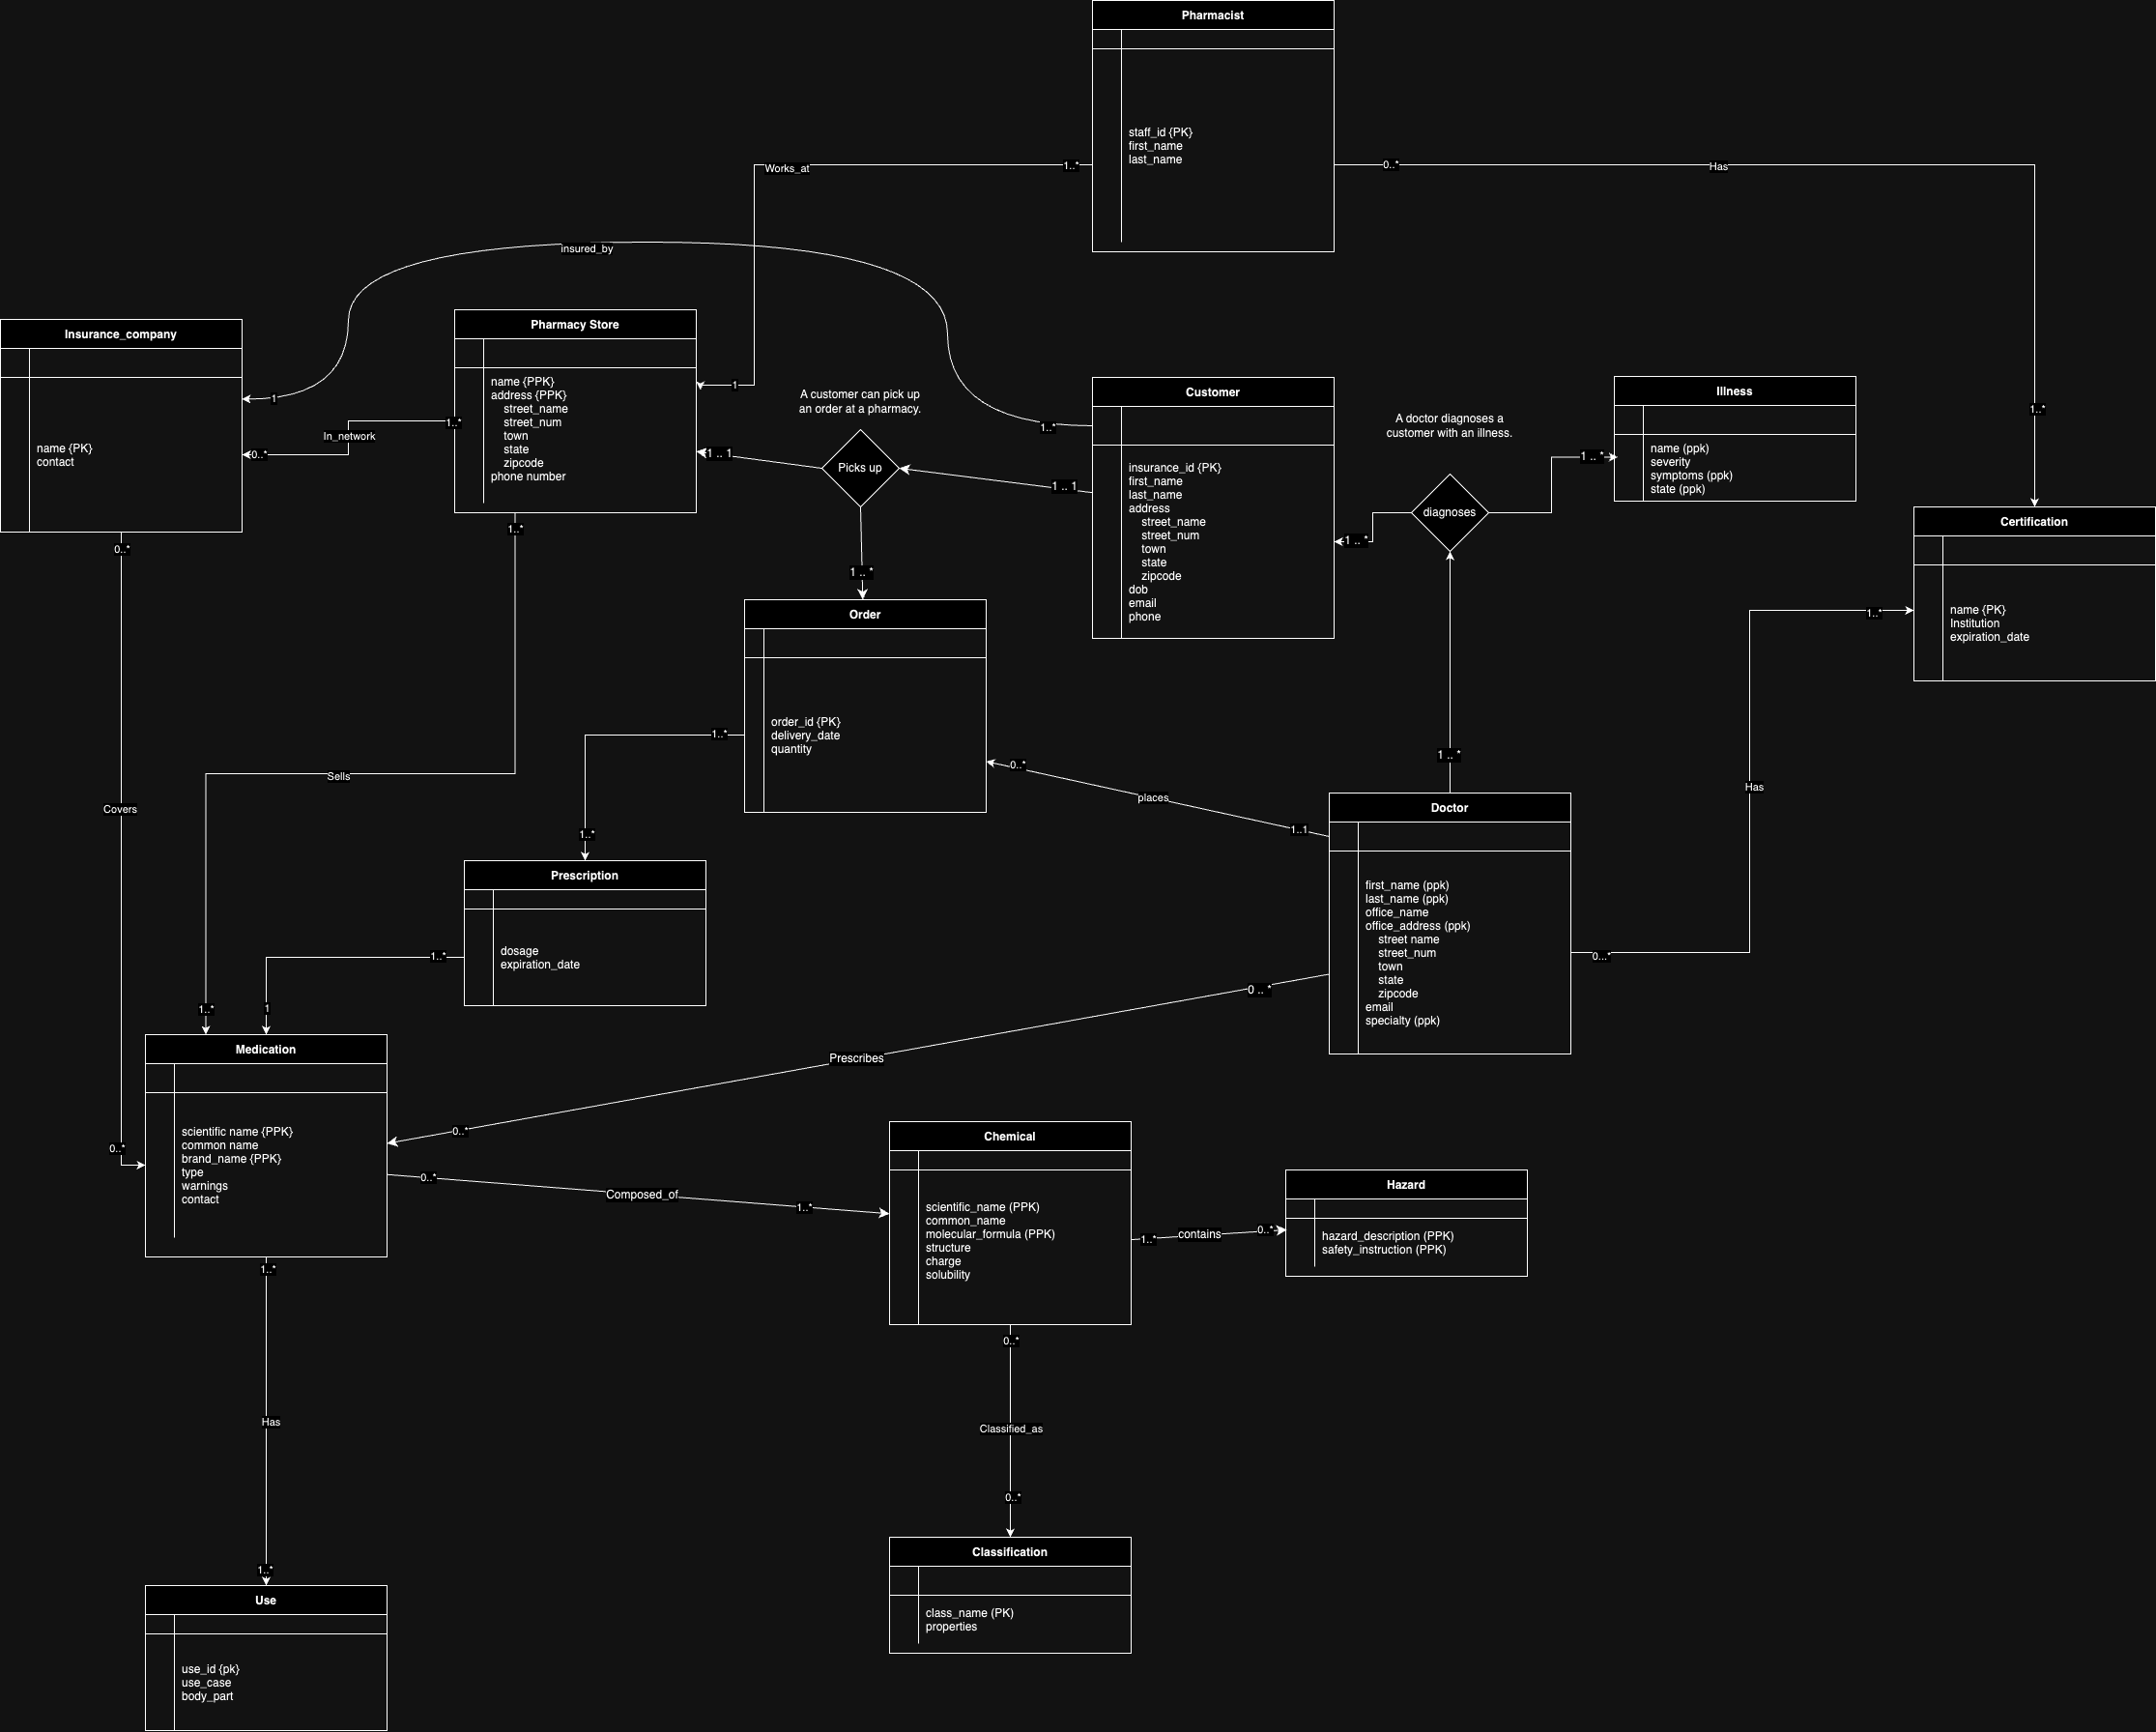 Pharmacist
staff_id {PK}
first_name
last_name
1..*
Works_at
1
0..*
Has
1..*
insured_by
1
1..*
Insurance_company
name {PK}
contact
Pharmacy Store
name {PPK}
address {PPK}
street_name
street_num
town
state
zipcode
phone number
1..*
In_network
0..*
A customer can pick up
an order at a pharmacy.
Picks up
1 .. 1
1 .. 1
1 .. *
Customer
insurance_id {PK}
first_name
last_name
address
street_name
street_num
town
state
zipcode
dob
email
phone
A doctor diagnoses a
customer with an illness.
diagnoses
1 .. *
1 .. *
1 .. *
Illness
name (ppk)
severity
symptoms (ppk)
state (ppk)
Certification
name {PK}
Institution
expiration_date
1..*
Has
0...*
Order
order_id {PK}
delivery_date
quantity
0..*
places
1..1
1..*
1..*
1..*
Sells
1..*
0..*
Covers
0..*
Doctor
first_name (ppk)
last_name (ppk)
office_name
office_address (ppk)
street name
street_num
town
state
zipcode
email
specialty (ppk)
Prescription
dosage
expiration_date
1..*
1
0 .. *
Prescribes
0..*
Medication
scientific name {PPK}
common name
brand_name {PPK}
type
warnings
contact
0..*
Composed_of
1..*
Chemical
scientific_name (PPK)
common_name
molecular_formula (PPK)
structure
charge
solubility
1..*
contains
0..*
Hazard
hazard_description (PPK)
safety_instruction (PPK)
1..*
Has
1..*
0..*
Classified_as
0..*
Classification
class_name (PK)
properties
Use
use_id {pk}
use_case
body_part